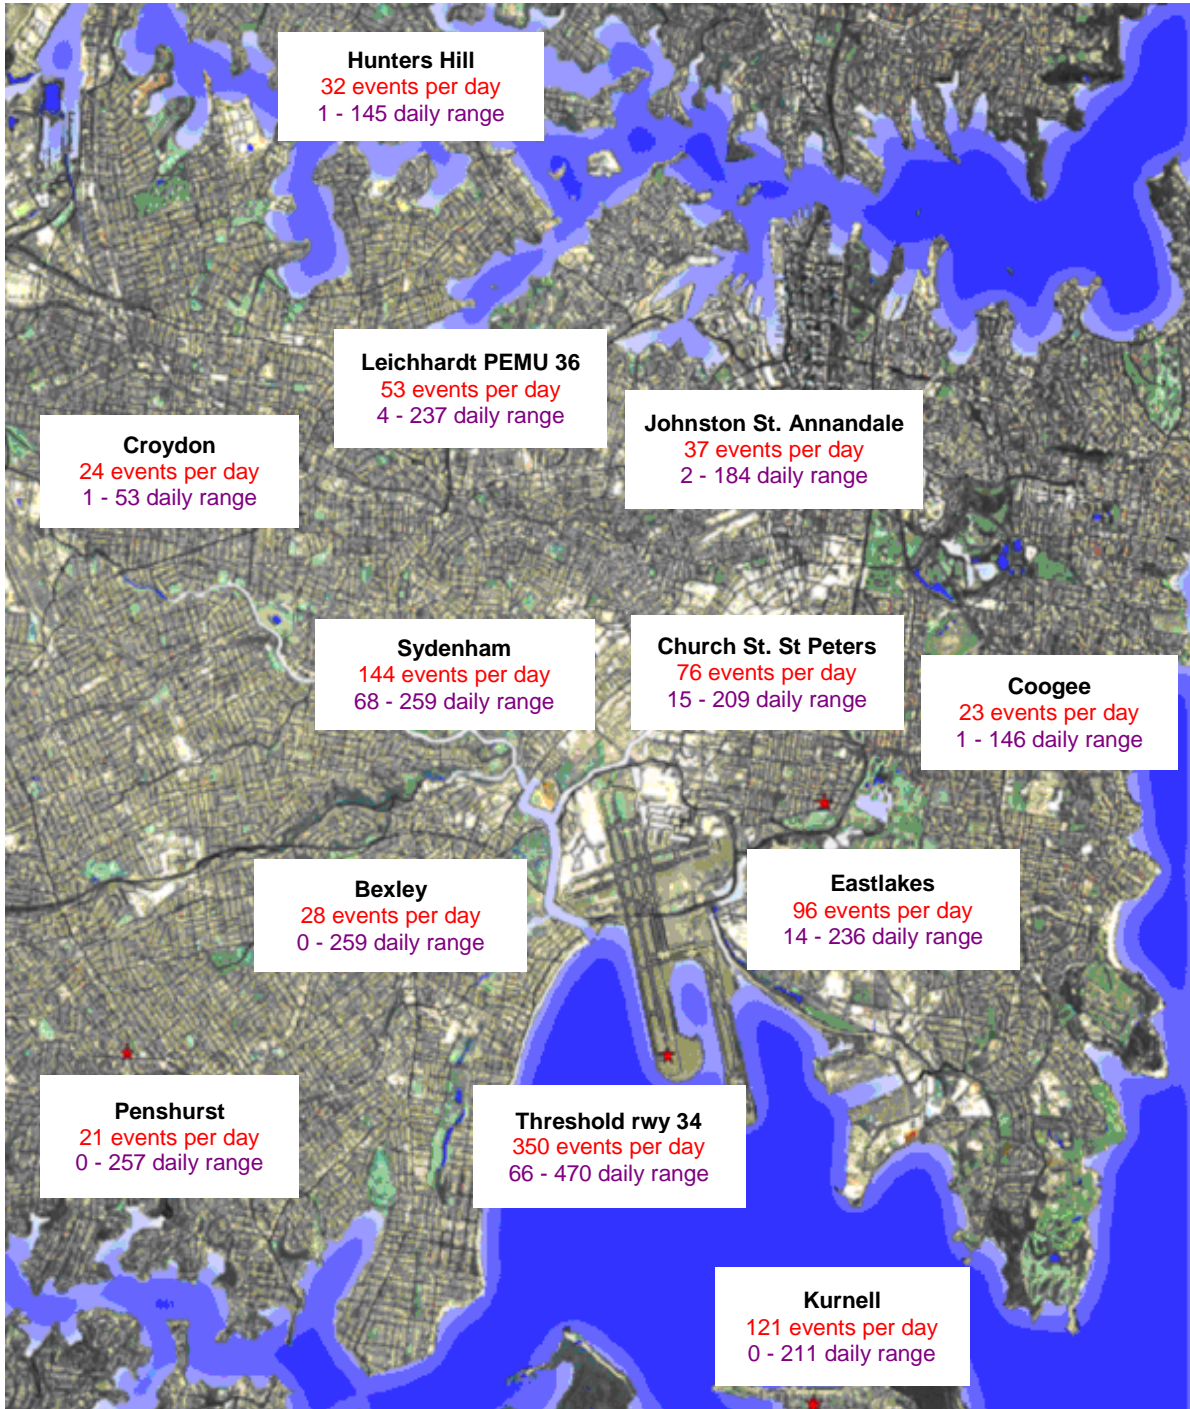 Hunters Hill
32 events per day
1 - 145 daily range
Leichhardt PEMU 36
53 events per day
4 - 237 daily range
Johnston St. Annandale
37 events per day
2 - 184 daily range
Croydon
24 events per day
1 - 53 daily range
Sydenham
144 events per day
68 - 259 daily range
Church St. St Peters
76 events per day
15 - 209 daily range
Coogee
23 events per day
1 - 146 daily range
Bexley
28 events per day
0 - 259 daily range
Eastlakes
96 events per day
14 - 236 daily range
Penshurst
21 events per day
0 - 257 daily range
Threshold rwy 34
350 events per day
66 - 470 daily range
Kurnell
121 events per day
0 - 211 daily range